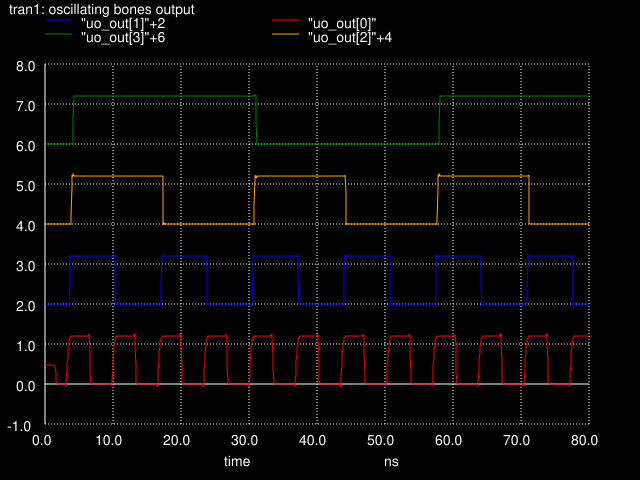 tran1: oscillating bones output
"uo_out[1]"+2 "uo_out[0]"
"uo_out[3]"+6 "uo_out[2]"+4
8.0
7.0
6.0
5.0
4.0
3.0
2.0
1.0
0.0
-1.0
0.0 10.0 20.0 30.0 40.0 50.0 60.0 70.0 80.0
time ns